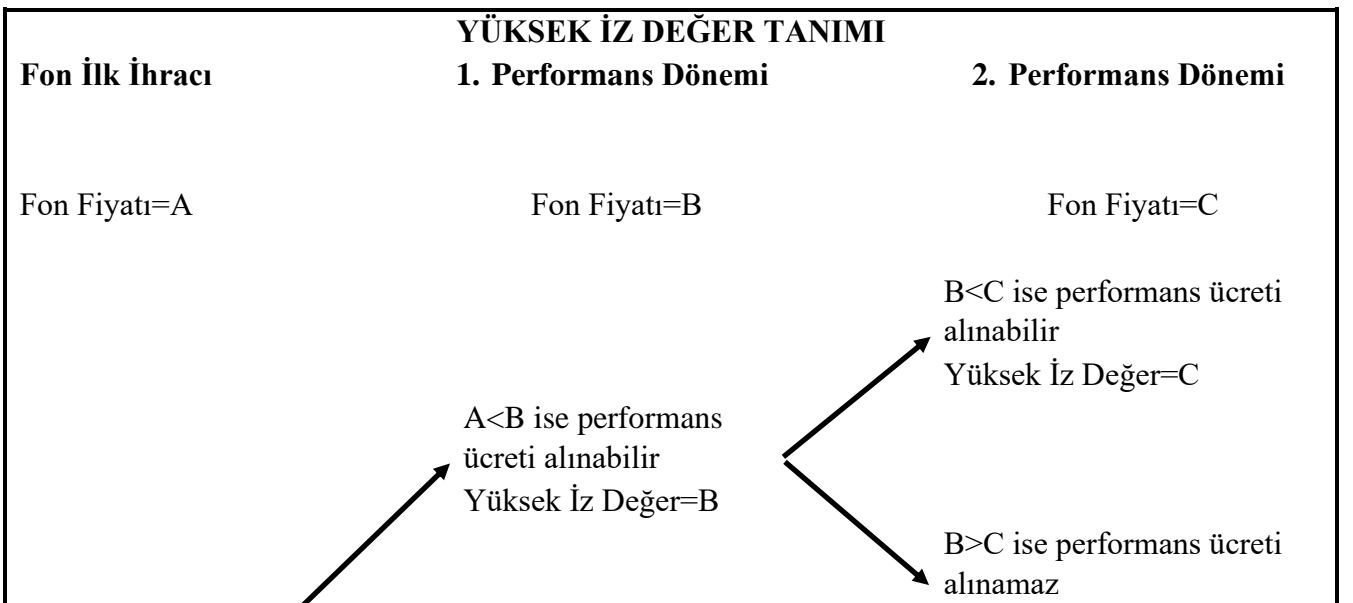 YÜKSEK İZ DEĞER TANIMI
Fon İlk İhracı 1. Performans Dönemi 2. Performans Dönemi
Fon Fiyatı=A Fon Fiyatı=B Fon Fiyatı=C
B<C ise performans ücreti
alınabilir
Yüksek İz Değer=C
A<B ise performans
ücreti alınabilir
Yüksek İz Değer=B
B>C ise performans ücreti
alınamaz